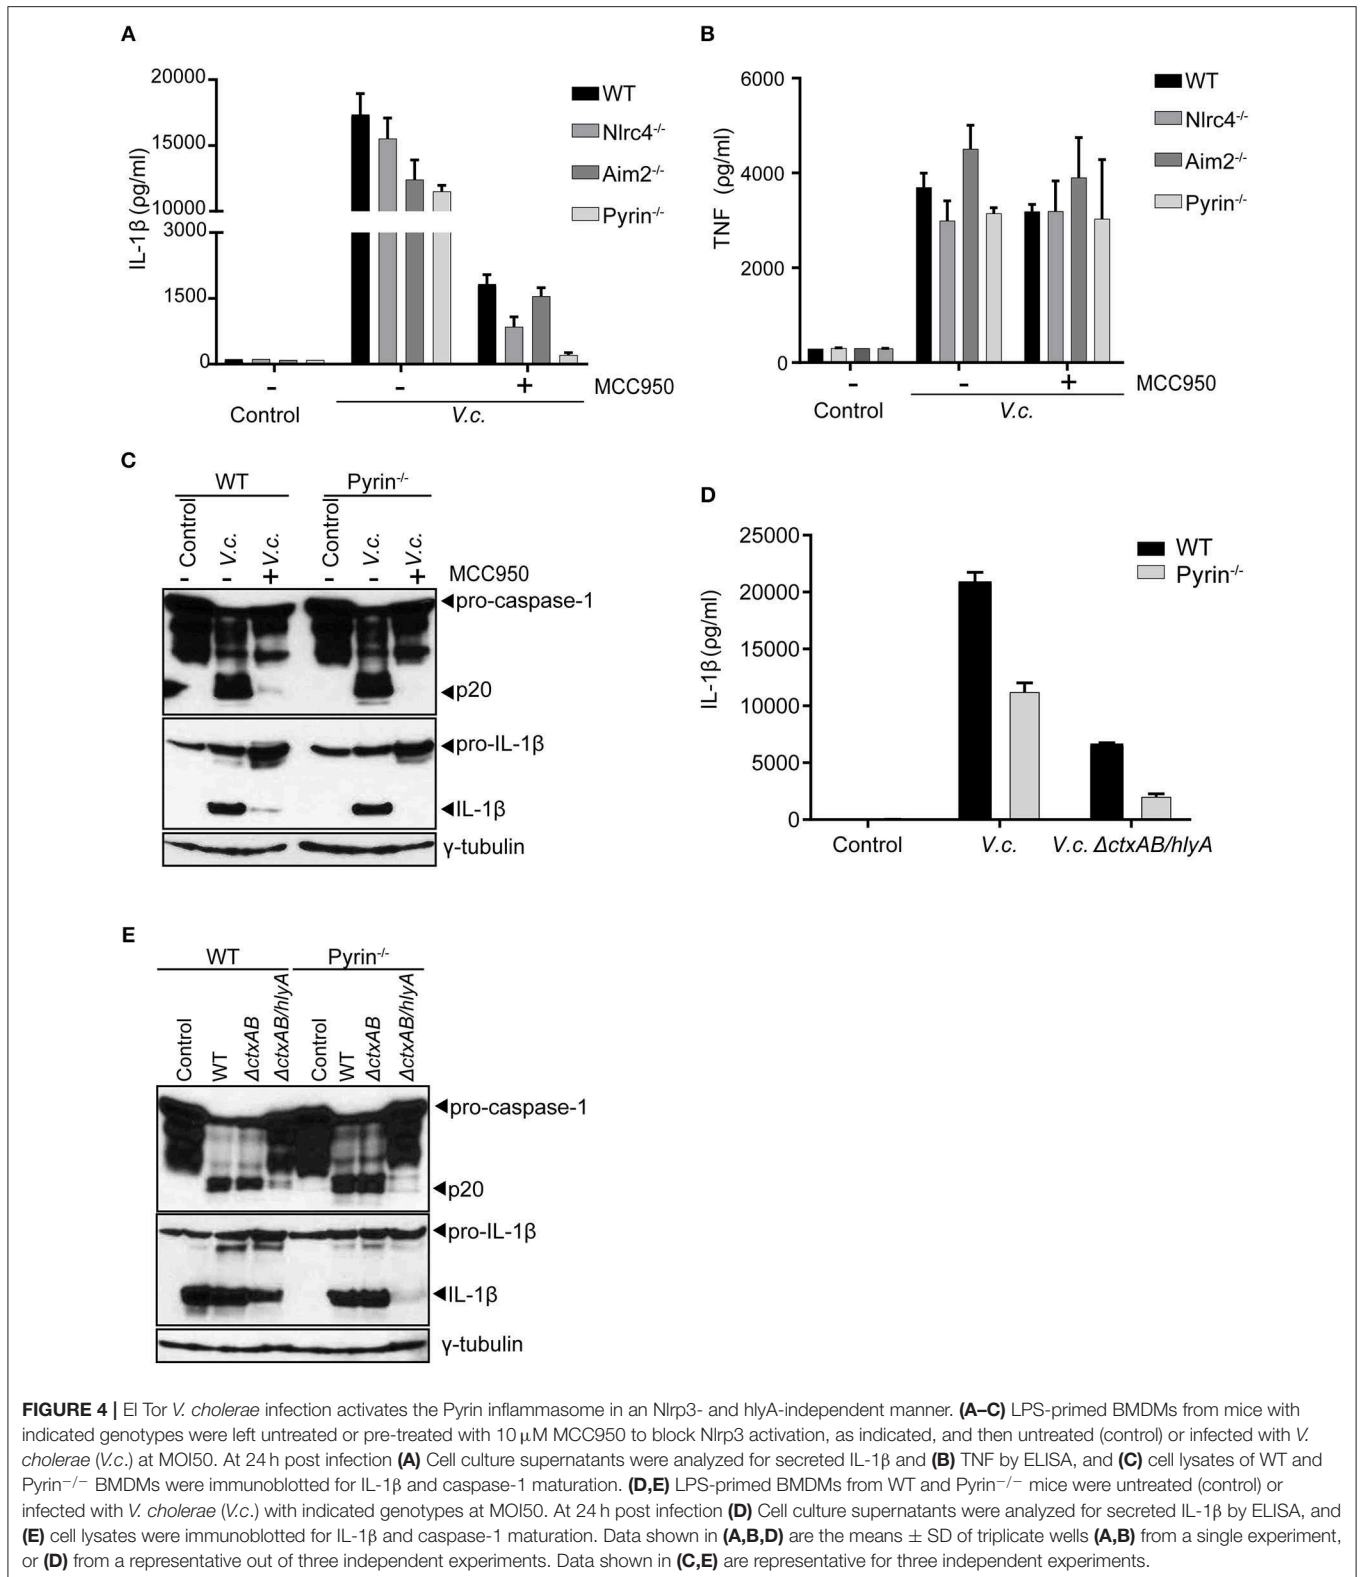 A
20000
15000
10000
3000
1500
0
IL-1β (ρg/ml)
WT
Nlrc4-/-
Aim2-/-
Pyrin-/-
- - + MCC950
Control V.c.
B
6000
4000
2000
0
TNF (ρg/ml)
WT
Nlrc4-/-
Aim2-/-
Pyrin-/-
- - + MCC950
Control V.c.
C
WT Pyrin-/-
Control V.c. V.c. Control V.c. V.c.
- - + - - + MCC950
pro-caspase-1
p20
pro-IL-1β
IL-1β
γ-tubulin
D
25000
20000
15000
10000
5000
0
IL-1β (ρg/ml)
WT
Pyrin-/-
Control V.c. V.c. ΔctxAB/hlyA
E
WT Pyrin-/-
Control WT ΔctxAB ΔctxAB/hlyA Control WT ΔctxAB ΔctxAB/hlyA
pro-caspase-1
p20
pro-IL-1β
IL-1β
γ-tubulin
FIGURE 4 | El Tor V. cholerae infection activates the Pyrin inflammasome in an Nlrp3- and hlyA-independent manner. (A–C) LPS-primed BMDMs from mice with
indicated genotypes were left untreated or pre-treated with 10 μM MCC950 to block Nlrp3 activation, as indicated, and then untreated (control) or infected with V.
cholerae (V.c.) at MOI50. At 24 h post infection (A) Cell culture supernatants were analyzed for secreted IL-1β and (B) TNF by ELISA, and (C) cell lysates of WT and
Pyrin−/− BMDMs were immunoblotted for IL-1β and caspase-1 maturation. (D,E) LPS-primed BMDMs from WT and Pyrin−/− mice were untreated (control) or
infected with V. cholerae (V.c.) with indicated genotypes at MOI50. At 24 h post infection (D) Cell culture supernatants were analyzed for secreted IL-1β by ELISA, and
(E) cell lysates were immunoblotted for IL-1β and caspase-1 maturation. Data shown in (A,B,D) are the means ± SD of triplicate wells (A,B) from a single experiment,
or (D) from a representative out of three independent experiments. Data shown in (C,E) are representative for three independent experiments.